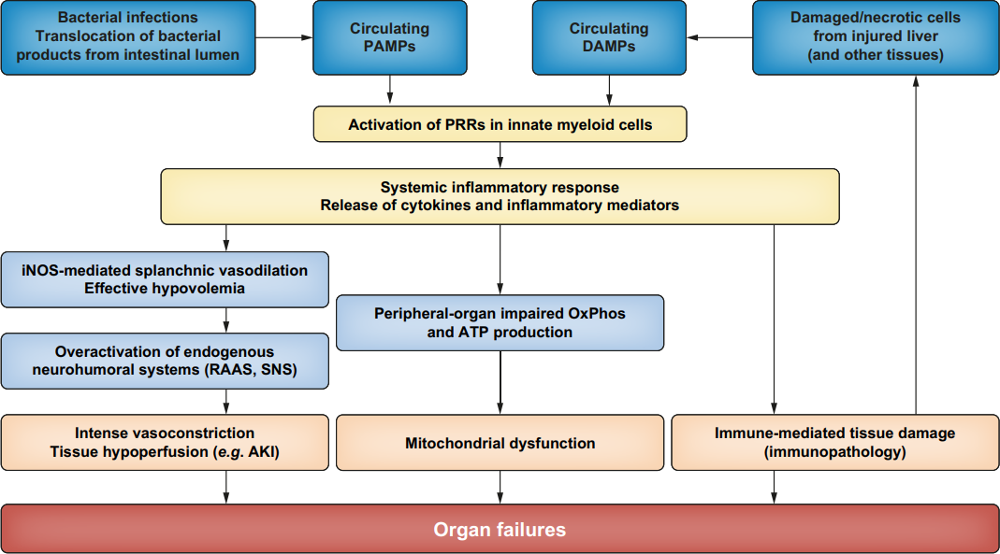 Bacterial infections
Translocation of bacterial
products from intestinal lumen
Circulating
PAMPs
Circulating
DAMPs
Damaged/necrotic cells
from injured liver
(and other tissues)
Activation of PRRs in innate myeloid cells
Systemic inflammatory response
Release of cytokines and inflammatory mediators
iNOS-mediated splanchnic vasodilation
Effective hypovolemia
Peripheral-organ impaired OxPhos
and ATP production
Overactivation of endogenous
neurohumoral systems (RAAS, SNS)
Intense vasoconstriction
Tissue hypoperfusion (e.g. AKI)
Mitochondrial dysfunction
Immune-mediated tissue damage
(immunopathology)
Organ failures